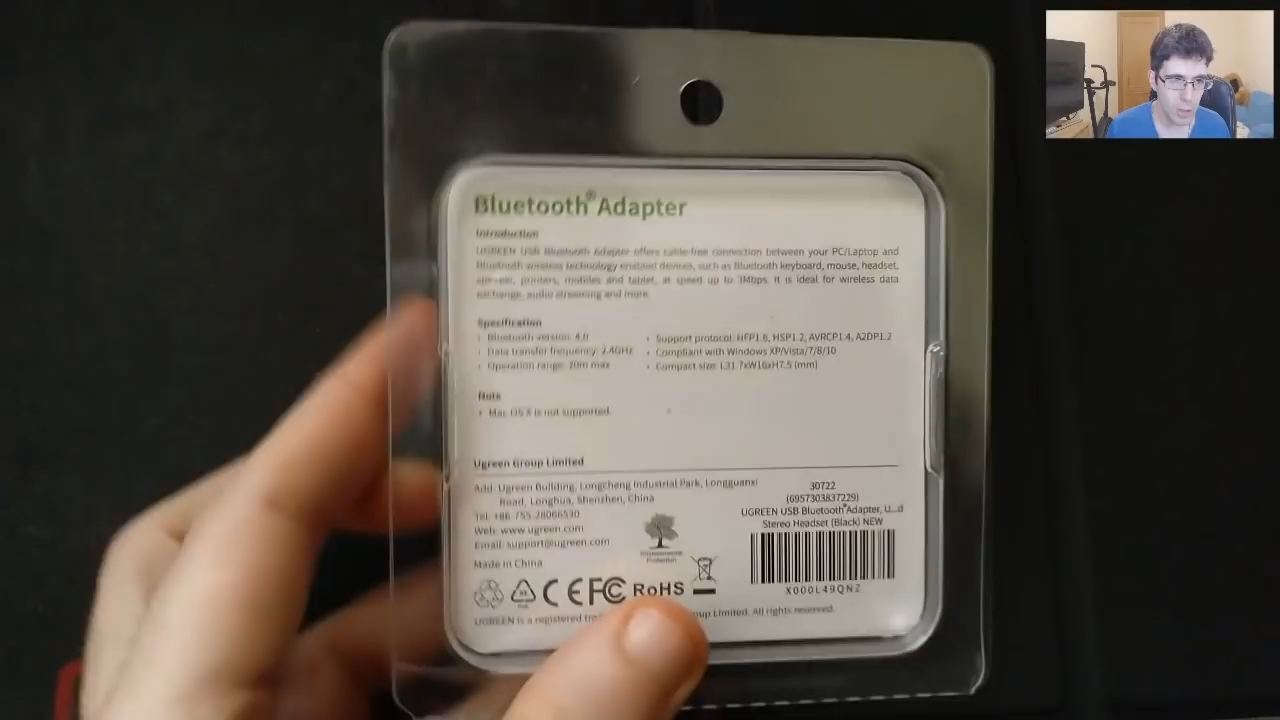 Bluetooth® Adapter
Introduction
UGREEN USB Bluetooth Adapter offers cable-free connection between your PC/Laptop and
Bluetooth wireless technology enabled devices, such as Bluetooth keyboard, mouse, headset,
speaker, printers, mobiles and tablet, at speed up to 3Mbps. It is ideal for wireless data
exchange, audio streaming and more.
Specification
• Bluetooth version: 4.0
• Data transfer frequency: 2.4GHz
• Operation range: 20m max
• Support protocol: HFP1.6, HSP1.2, AVRCP1.4, A2DP1.2
• Compliant with Windows XP/Vista/7/8/10
• Compact size: L31.7xW16xH7.5 (mm)
Note
• Mac OS X is not supported.
Ugreen Group Limited
Add: Ugreen Building, Longcheng Industrial Park, Longguanxi
Road, Longhua, Shenzhen, China
Tel: +86-755-28066530
Web: www.ugreen.com
Email: support@ugreen.com
Made in China
Environmental
Protection
30722
(6957303837229)
UGREEN USB Bluetooth®Adapter, U...d
Stereo Headset (Black) NEW
X000L49QNZ
CE FC RoHS
UGREEN is a registered tra
oup Limited. All rights reserved.